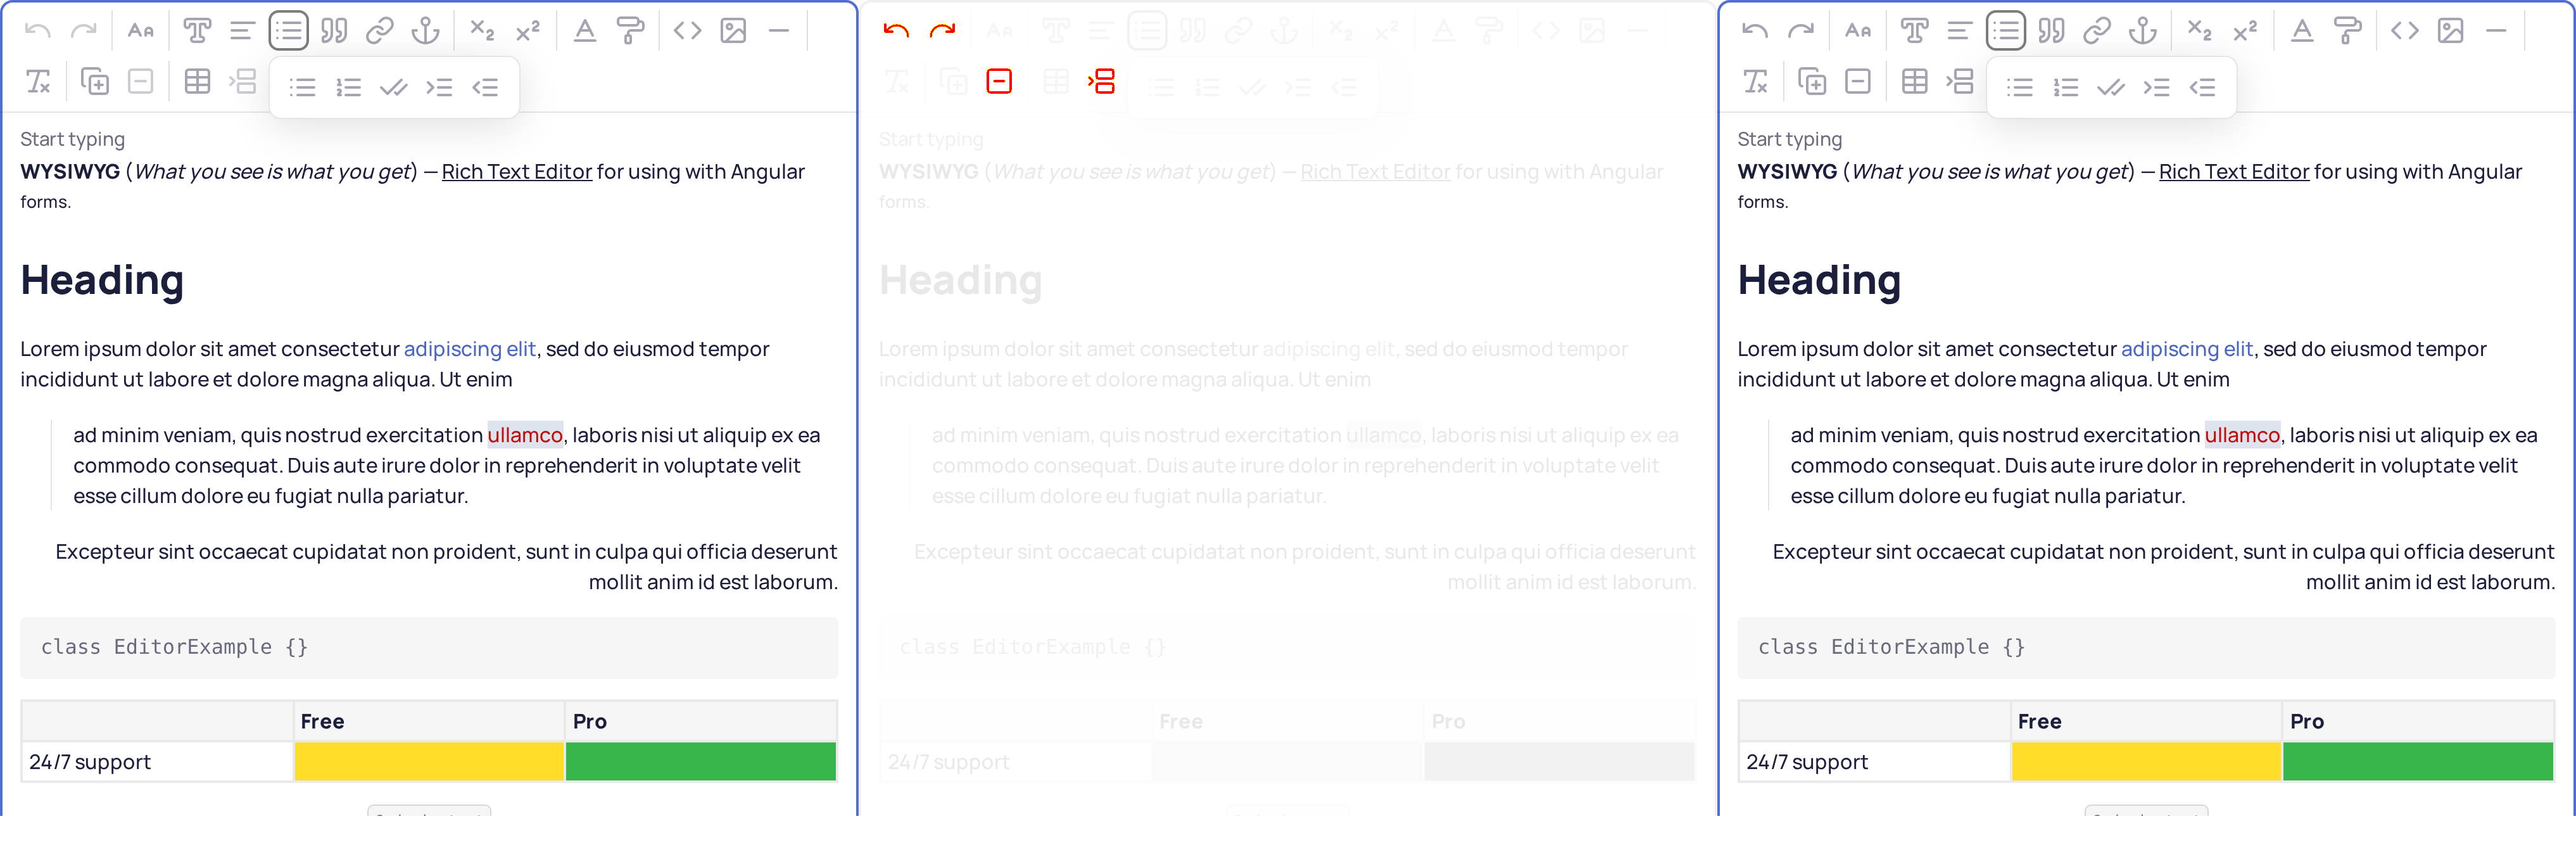 Start typing
WYSIWYG (What you see is what you get) — Rich Text Editor for using with Angular
forms.
Heading
Lorem ipsum dolor sit amet consectetur adipiscing elit, sed do eiusmod tempor
incididunt ut labore et dolore magna aliqua. Ut enim
ad minim veniam, quis nostrud exercitation ullamco, laboris nisi ut aliquip ex ea
commodo consequat. Duis aute irure dolor in reprehenderit in voluptate velit
esse cillum dolore eu fugiat nulla pariatur.
Excepteur sint occaecat cupidatat non proident, sunt in culpa qui officia deserunt
mollit anim id est laborum.
class EditorExample {}
Free Pro
24/7 support
Start typing
WYSIWYG (What you see is what you get) — Rich Text Editor for using with Angular
forms.
Heading
Lorem ipsum dolor sit amet consectetur adipiscing elit, sed do eiusmod tempor
incididunt ut labore et dolore magna aliqua. Ut enim
ad minim veniam, quis nostrud exercitation ullamco, laboris nisi ut aliquip ex ea
commodo consequat. Duis aute irure dolor in reprehenderit in voluptate velit
esse cillum dolore eu fugiat nulla pariatur.
Excepteur sint occaecat cupidatat non proident, sunt in culpa qui officia deserunt
mollit anim id est laborum.
class EditorExample {}
Free Pro
24/7 support
Start typing
WYSIWYG (What you see is what you get) — Rich Text Editor for using with Angular
forms.
Heading
Lorem ipsum dolor sit amet consectetur adipiscing elit, sed do eiusmod tempor
incididunt ut labore et dolore magna aliqua. Ut enim
ad minim veniam, quis nostrud exercitation ullamco, laboris nisi ut aliquip ex ea
commodo consequat. Duis aute irure dolor in reprehenderit in voluptate velit
esse cillum dolore eu fugiat nulla pariatur.
Excepteur sint occaecat cupidatat non proident, sunt in culpa qui officia deserunt
mollit anim id est laborum.
class EditorExample {}
Free Pro
24/7 support